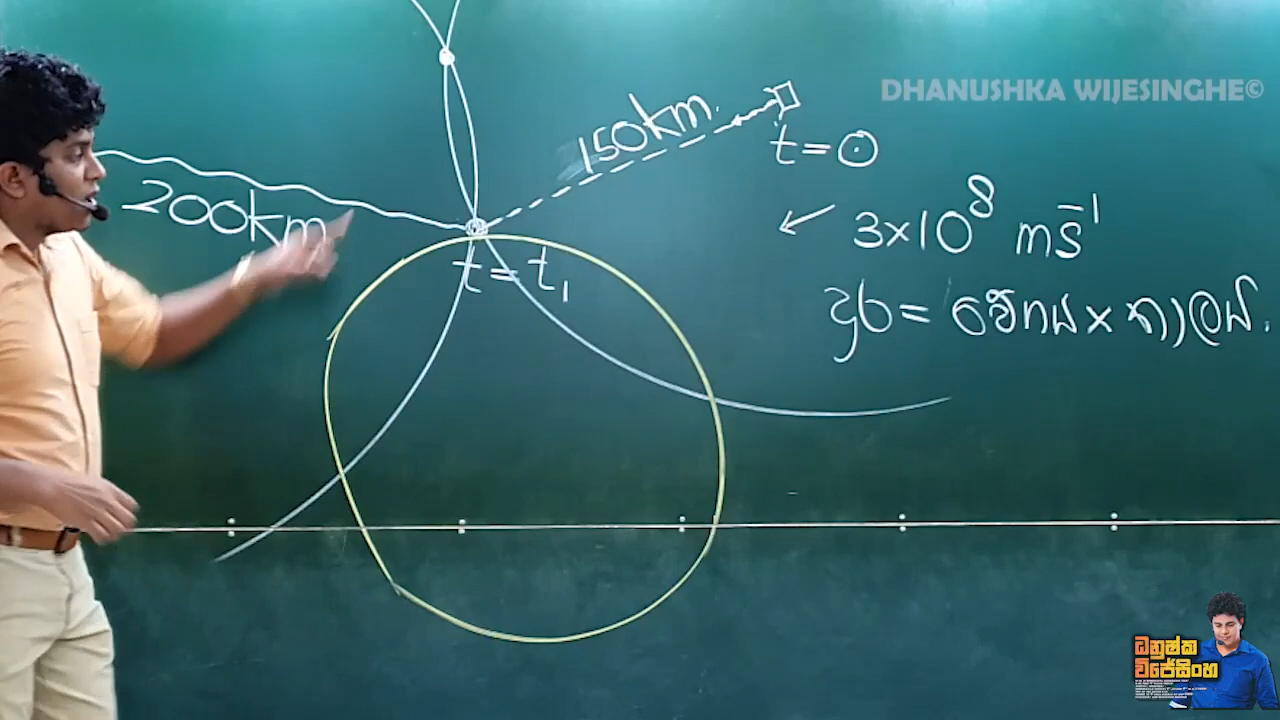 DHANUSHKA WIJESINGHE©
150km.
t=0
200km
3×10⁸ ms⁻¹
t = t₁
දුර = වේගය × කාලය.
ධනුෂ්ක
විජේසිංහ